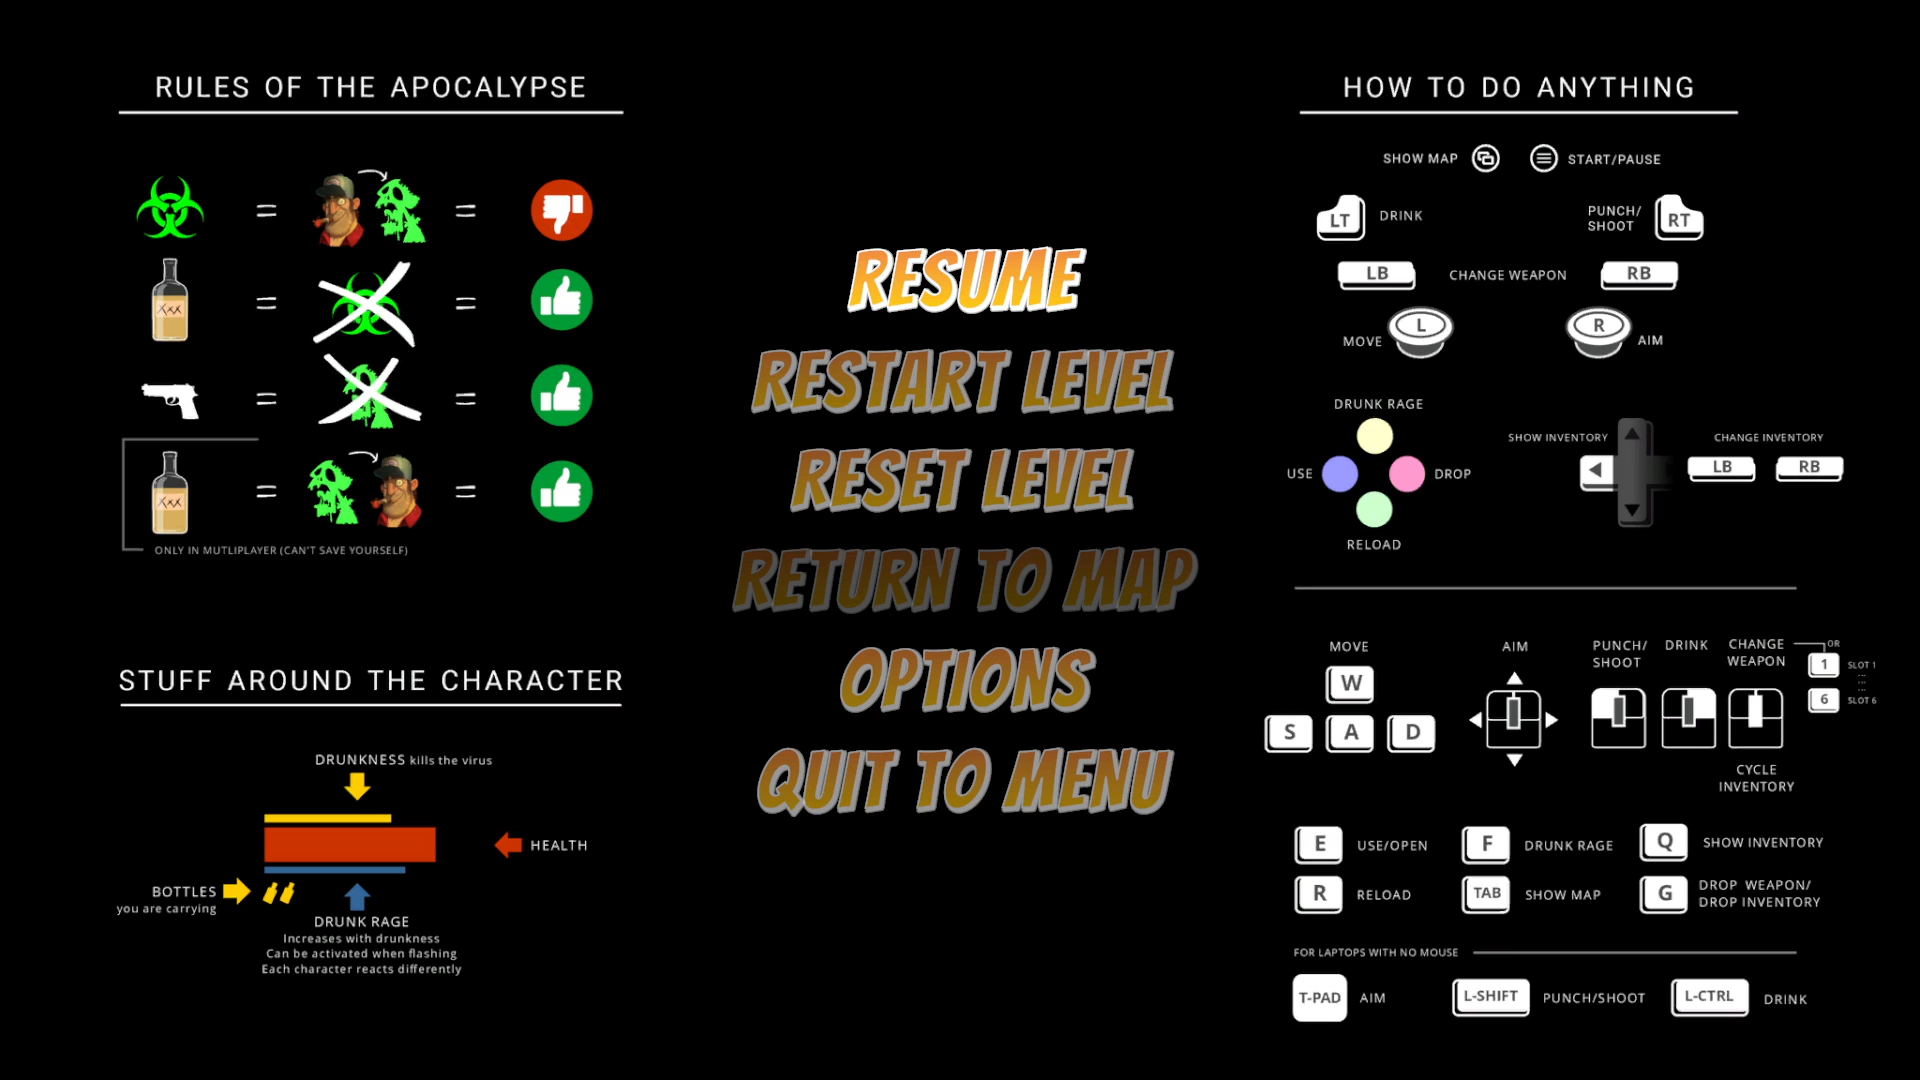 RULES OF THE APOCALYPSE
XXX
XXX
ONLY IN MUTLIPLAYER (CAN'T SAVE YOURSELF)
STUFF AROUND THE CHARACTER
DRUNKNESS kills the virus
HEALTH
BOTTLES
you are carrying
DRUNK RAGE
Increases with drunkness
Can be activated when flashing
Each character reacts differently
RESUME
RESTART LEVEL
RESET LEVEL
RETURN TO MAP
OPTIONS
QUIT TO MENU
HOW TO DO ANYTHING
SHOW MAP START/PAUSE
LT DRINK PUNCH/
SHOOT RT
LB CHANGE WEAPON RB
MOVE L R AIM
DRUNK RAGE
USE DROP
RELOAD
SHOW INVENTORY CHANGE INVENTORY
LB RB
MOVE AIM PUNCH/
SHOOT DRINK CHANGE
WEAPON OR
1 SLOT 1
6 SLOT 6
W
S A D
CYCLE
INVENTORY
E USE/OPEN F DRUNK RAGE Q SHOW INVENTORY
R RELOAD TAB SHOW MAP G DROP WEAPON/
DROP INVENTORY
FOR LAPTOPS WITH NO MOUSE
T-PAD AIM L-SHIFT PUNCH/SHOOT L-CTRL DRINK